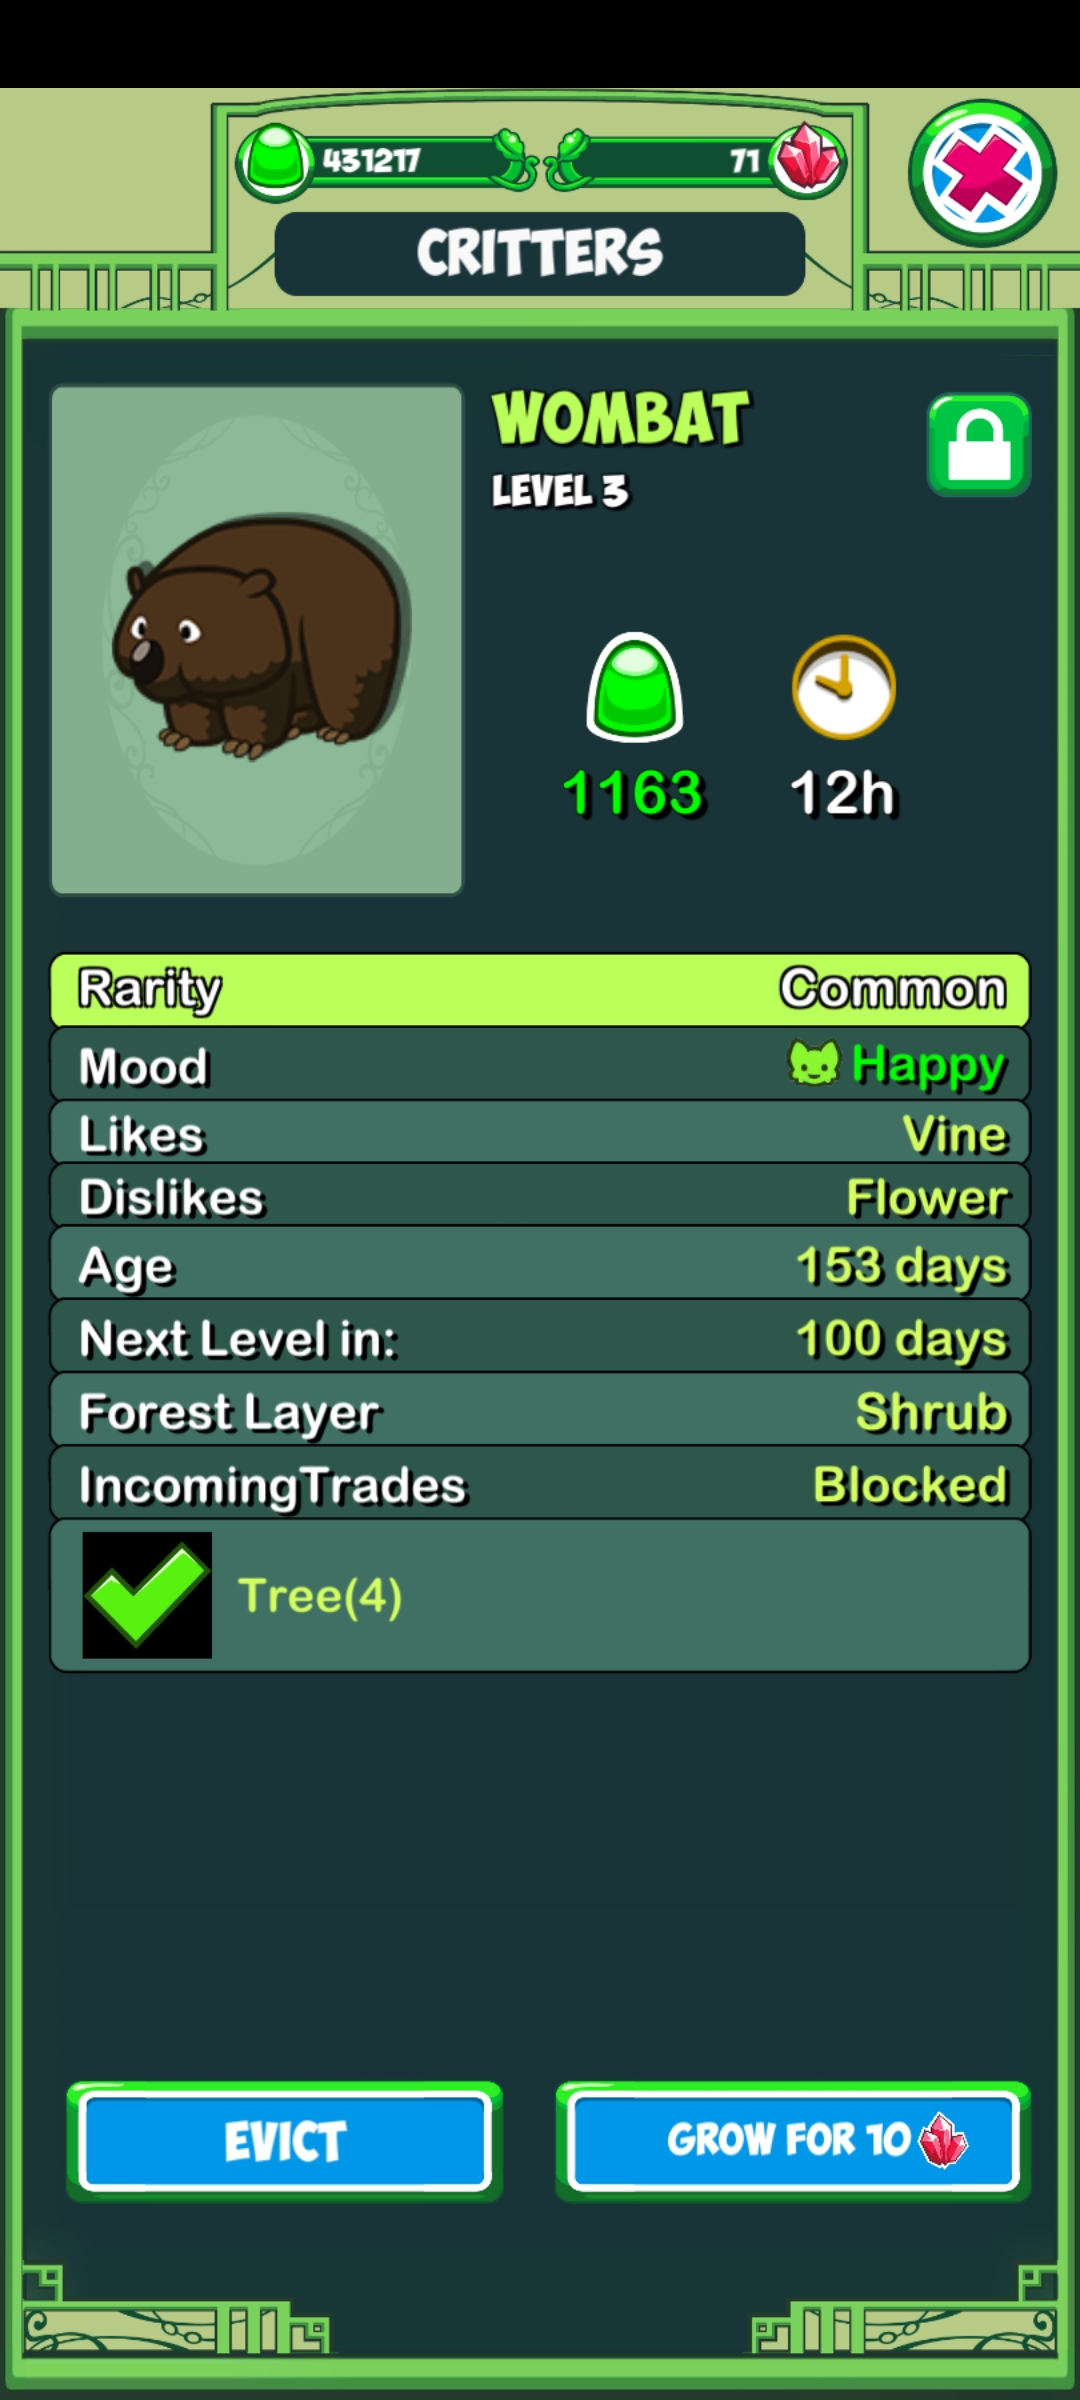 431217 71
CRITTERS
WOMBAT
LEVEL 3
1163 12h
Rarity Common
Mood Happy
Likes Vine
Dislikes Flower
Age 153 days
Next Level in: 100 days
Forest Layer Shrub
IncomingTrades Blocked
Tree(4)
EVICT GROW FOR 10